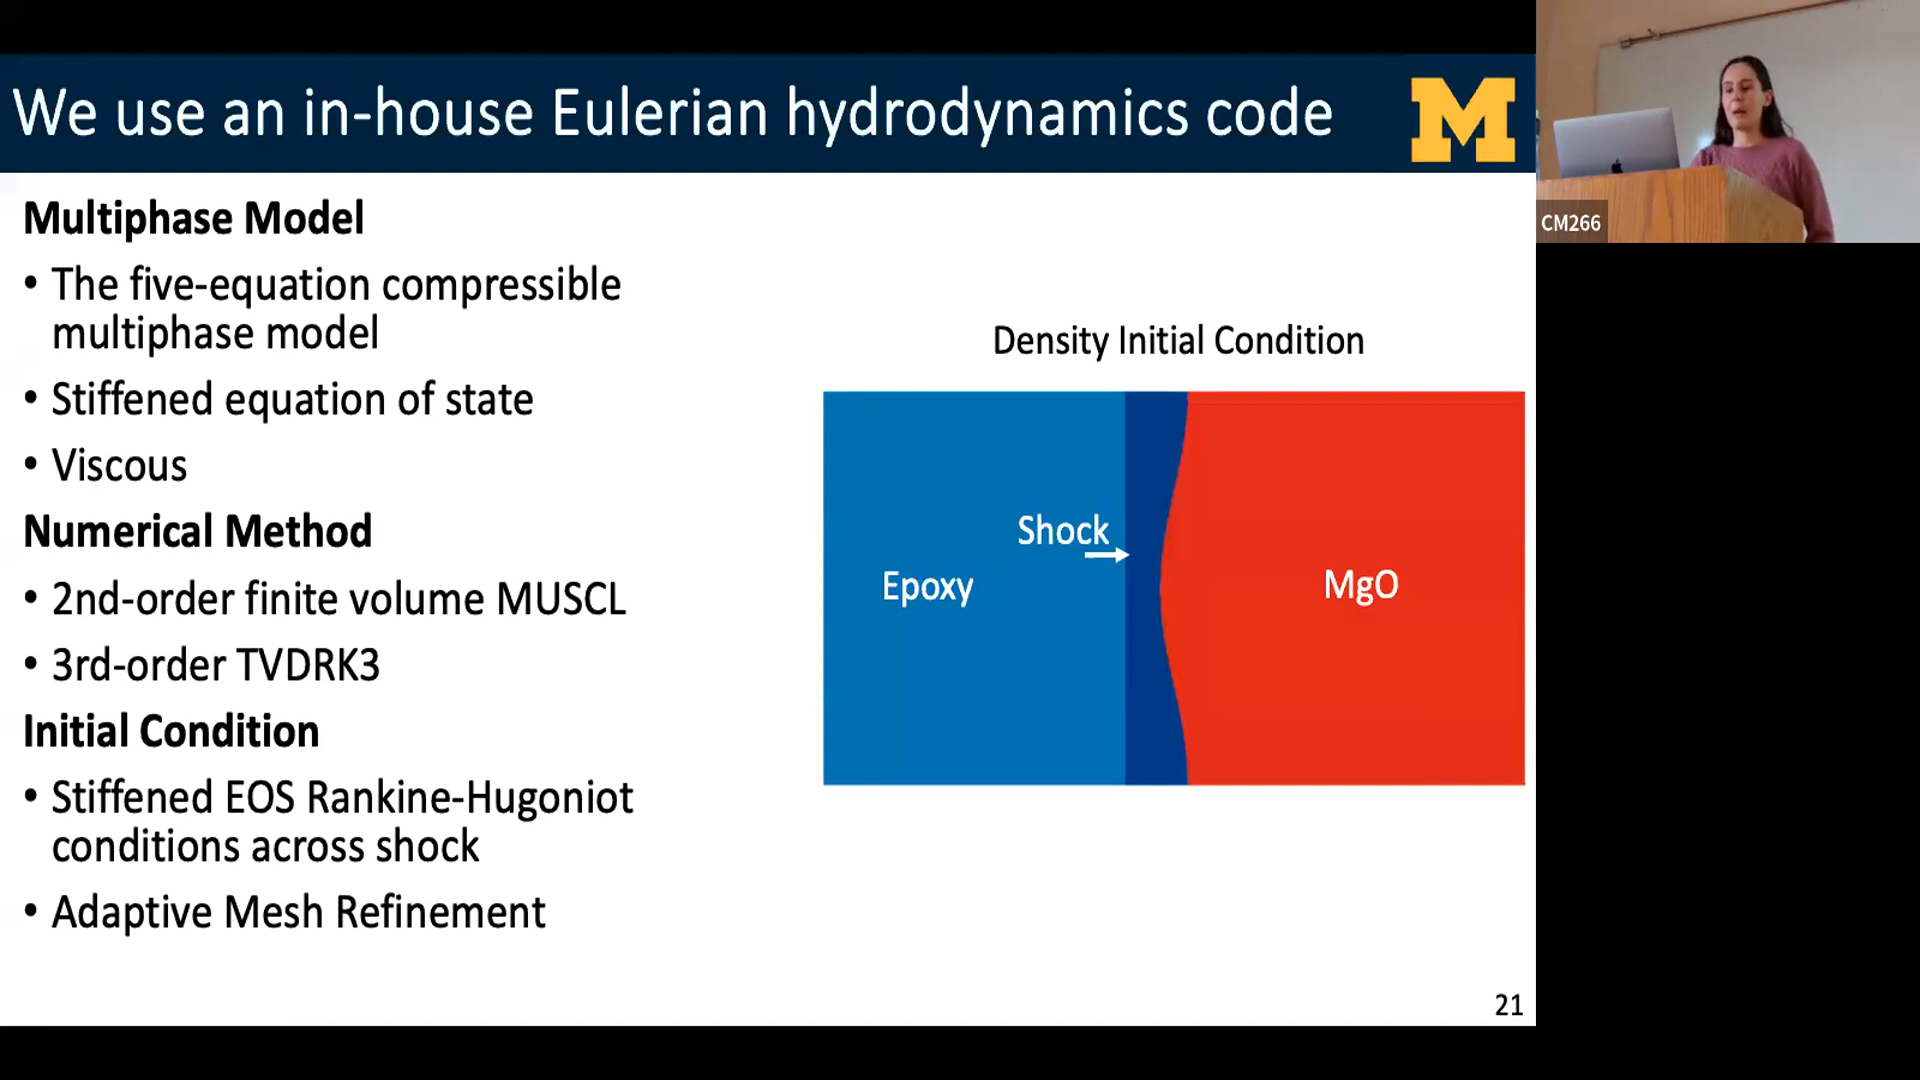 We use an in-house Eulerian hydrodynamics code
M
Multiphase Model
• The five-equation compressible
multiphase model
• Stiffened equation of state
• Viscous
Numerical Method
• 2nd-order finite volume MUSCL
• 3rd-order TVDRK3
Initial Condition
• Stiffened EOS Rankine-Hugoniot
conditions across shock
• Adaptive Mesh Refinement
Density Initial Condition
Shock
Epoxy
MgO
21
CM266